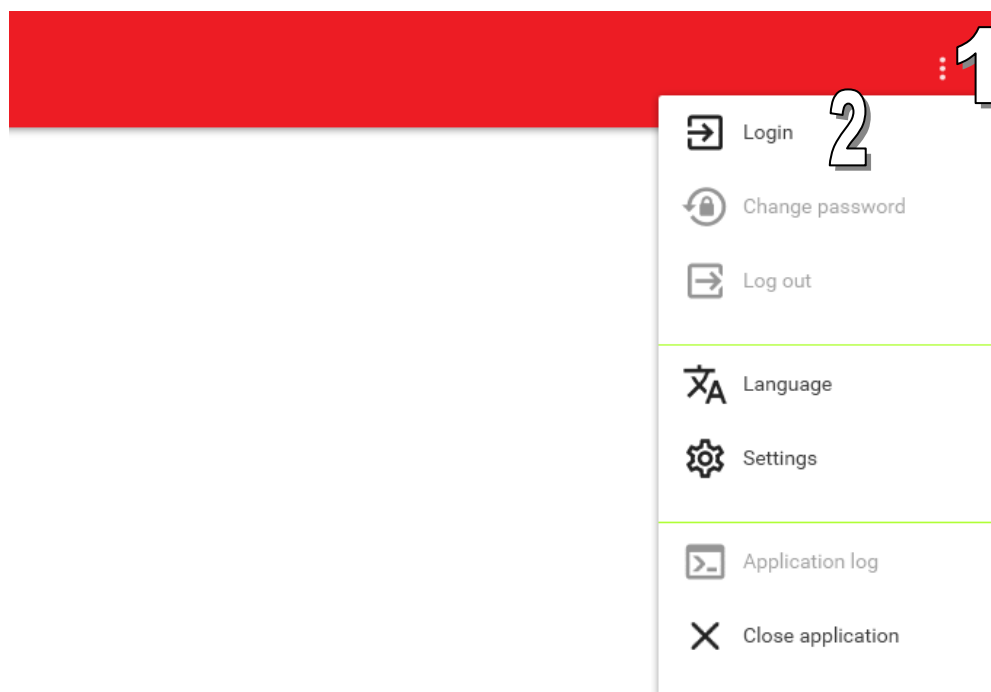 1
Login 2
Change password
Log out
Language
Settings
Application log
Close application